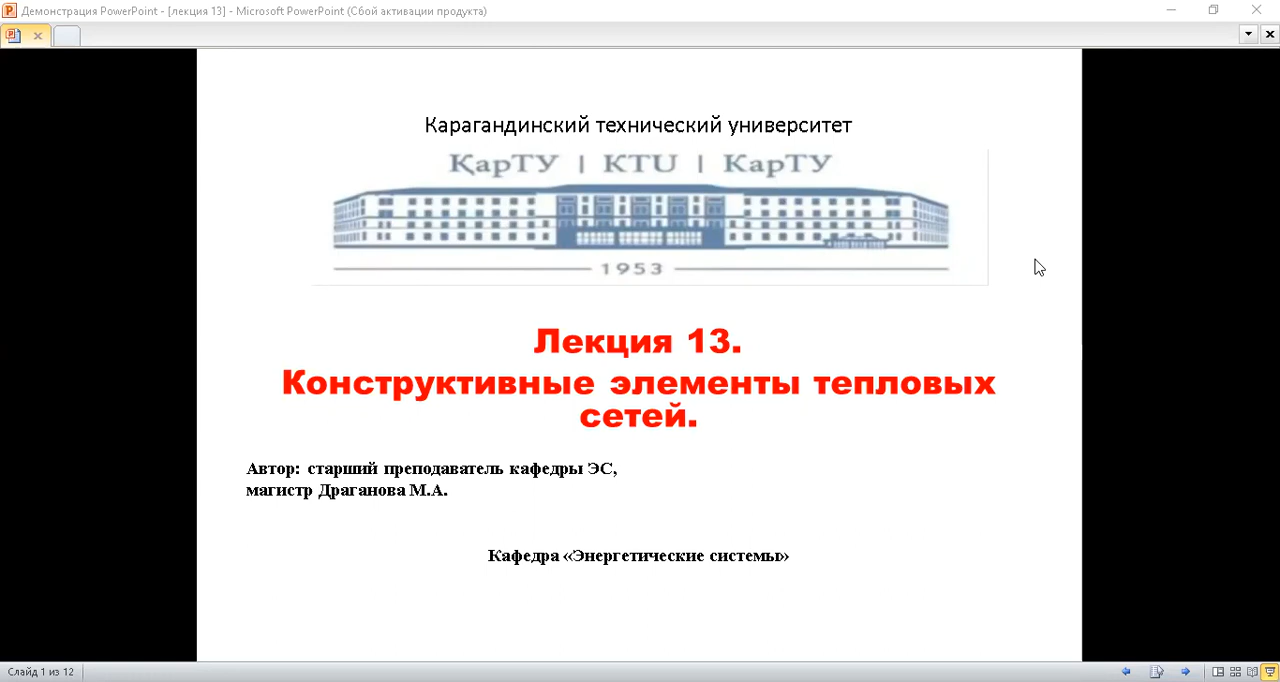 Демонстрация PowerPoint - [лекция 13] - Microsoft PowerPoint (Сбой активации продукта)
Карагандинский технический университет
ҚарТУ | KTU | КарТУ
1953
Лекция 13.
Конструктивные элементы тепловых
сетей.
Автор: старший преподаватель кафедры ЭС,
магистр Драганова М.А.
Кафедра «Энергетические системы»
Слайд 1 из 12